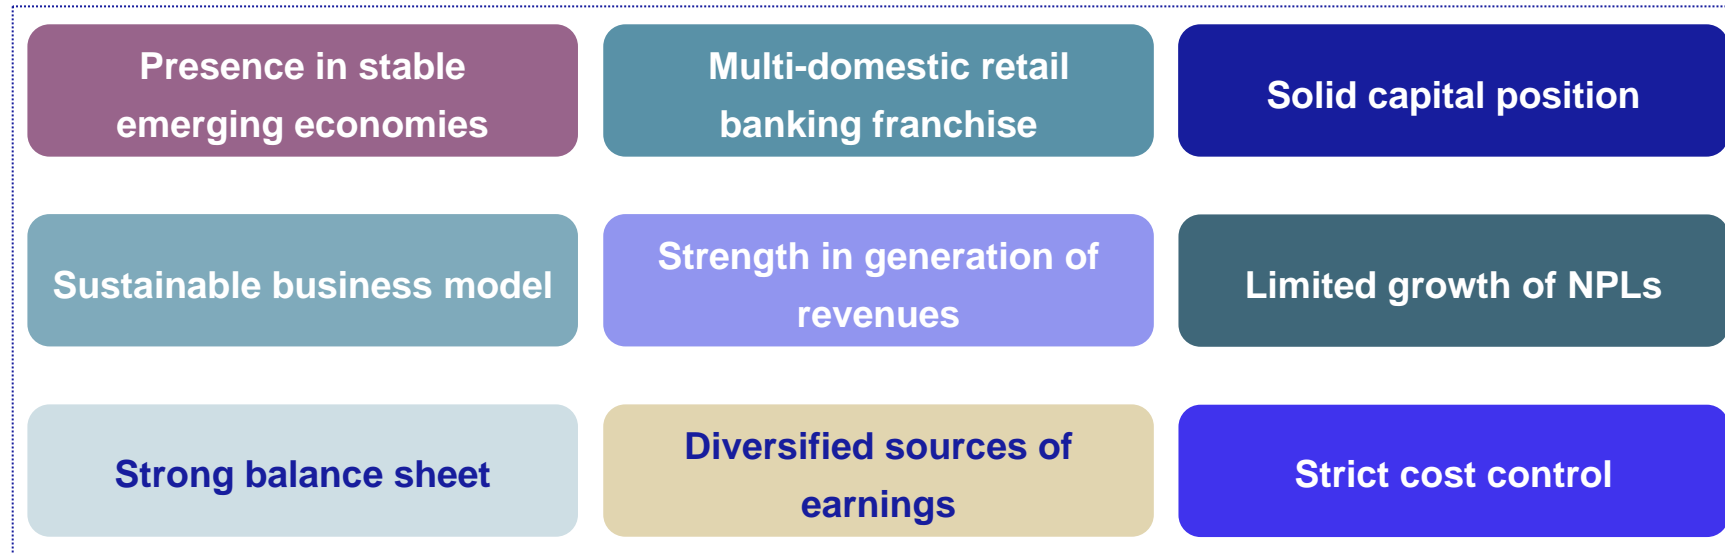 Presence in stable
emerging economies
Multi-domestic retail
banking franchise
Solid capital position
Sustainable business model
Strength in generation of
revenues
Limited growth of NPLs
Strong balance sheet
Diversified sources of
earnings
Strict cost control